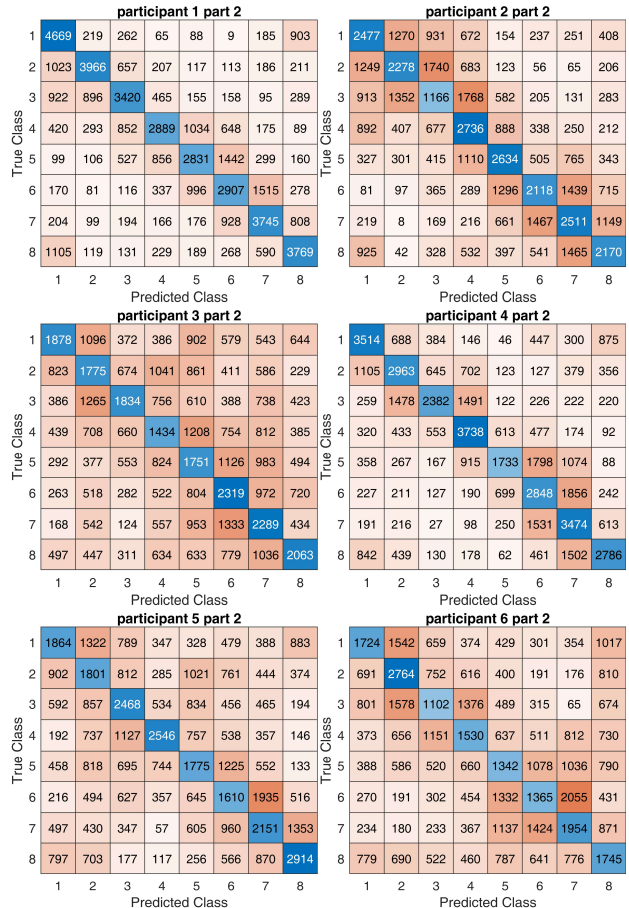 participant 1 part 2
True Class
1 4669 219 262 65 88 9 185 903
2 1023 3966 657 207 117 113 186 211
3 922 896 3420 465 155 158 95 289
4 420 293 852 2889 1034 648 175 89
5 99 106 527 856 2831 1442 299 160
6 170 81 116 337 996 2907 1515 278
7 204 99 194 166 176 928 3745 808
8 1105 119 131 229 189 268 590 3769
1 2 3 4 5 6 7 8
Predicted Class
participant 2 part 2
True Class
1 2477 1270 931 672 154 237 251 408
2 1249 2278 1740 683 123 56 65 206
3 913 1352 1166 1768 582 205 131 283
4 892 407 677 2736 888 338 250 212
5 327 301 415 1110 2634 505 765 343
6 81 97 365 289 1296 2118 1439 715
7 219 8 169 216 661 1467 2511 1149
8 925 42 328 532 397 541 1465 2170
1 2 3 4 5 6 7 8
Predicted Class
participant 3 part 2
True Class
1 1878 1096 372 386 902 579 543 644
2 823 1775 674 1041 861 411 586 229
3 386 1265 1834 756 610 388 738 423
4 439 708 660 1434 1208 754 812 385
5 292 377 553 824 1751 1126 983 494
6 263 518 282 522 804 2319 972 720
7 168 542 124 557 953 1333 2289 434
8 497 447 311 634 633 779 1036 2063
1 2 3 4 5 6 7 8
Predicted Class
participant 4 part 2
True Class
1 3514 688 384 146 46 447 300 875
2 1105 2963 645 702 123 127 379 356
3 259 1478 2382 1491 122 226 222 220
4 320 433 553 3738 613 477 174 92
5 358 267 167 915 1733 1798 1074 88
6 227 211 127 190 699 2848 1856 242
7 191 216 27 98 250 1531 3474 613
8 842 439 130 178 62 461 1502 2786
1 2 3 4 5 6 7 8
Predicted Class
participant 5 part 2
True Class
1 1864 1322 789 347 328 479 388 883
2 902 1801 812 285 1021 761 444 374
3 592 857 2468 534 834 456 465 194
4 192 737 1127 2546 757 538 357 146
5 458 818 695 744 1775 1225 552 133
6 216 494 627 357 645 1610 1935 516
7 497 430 347 57 605 960 2151 1353
8 797 703 177 117 256 566 870 2914
1 2 3 4 5 6 7 8
Predicted Class
participant 6 part 2
True Class
1 1724 1542 659 374 429 301 354 1017
2 691 2764 752 616 400 191 176 810
3 801 1578 1102 1376 489 315 65 674
4 373 656 1151 1530 637 511 812 730
5 388 586 520 660 1342 1078 1036 790
6 270 191 302 454 1332 1365 2055 431
7 234 180 233 367 1137 1424 1954 871
8 779 690 522 460 787 641 776 1745
1 2 3 4 5 6 7 8
Predicted Class